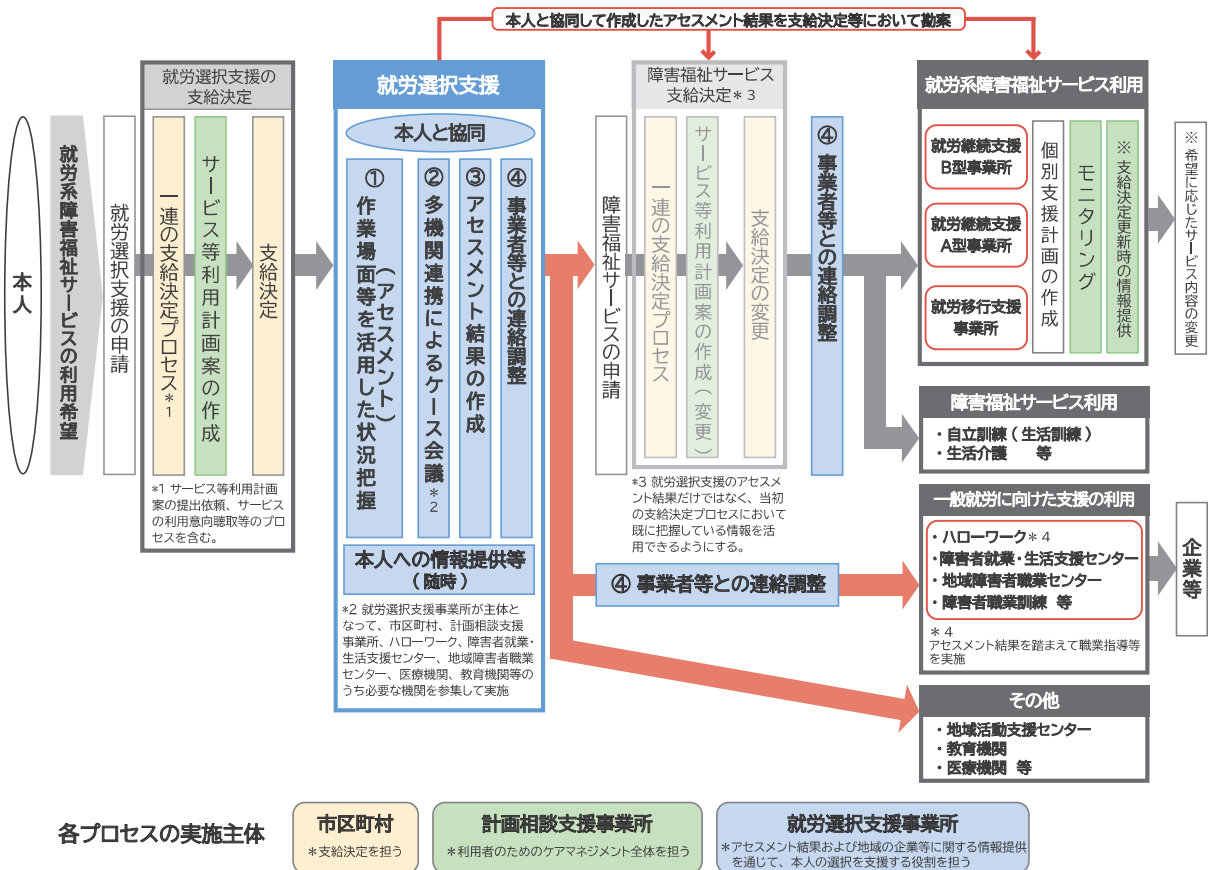 本人と協同して作成したアセスメント結果を支給決定等において勘案
本人
就労系障害福祉サービスの利用希望
就労選択支援の申請
就労選択支援の
支給決定
一連の支給決定プロセス*1
サービス等利用計画案の作成
支給決定
*1 サービス等利用計画
案の提出依頼、サービス
の利用意向聴取等のプロ
セスを含む。
就労選択支援
本人と協同
① 作業場面等を活用した状況把握
(アセスメント)
② 多機関連携によるケース会議*2
③ アセスメント結果の作成
④ 事業者等との連絡調整
本人への情報提供等
(随時)
*2 就労選択支援事業所が主体と
なって、市区町村、計画相談支援
事業所、ハローワーク、障害者就業・
生活支援センター、地域障害者職業
センター、医療機関、教育機関等の
うち必要な機関を参集して実施
障害福祉サービスの申請
障害福祉サービス
支給決定*3
一連の支給決定プロセス
サービス等利用計画案の作成(変更)
支給決定の変更
*3 就労選択支援のアセスメ
ント結果だけではなく、当初
の支給決定プロセスにおいて
既に把握している情報を活
用できるようにする。
④ 事業者等との連絡調整
④ 事業者等との連絡調整
就労系障害福祉サービス利用
就労継続支援
B型事業所
就労継続支援
A型事業所
就労移行支援
事業所
個別支援計画の作成
モニタリング
※ 支給決定更新時の情報提供
※ 希望に応じたサービス内容の変更
障害福祉サービス利用
・自立訓練(生活訓練)
・生活介護 等
一般就労に向けた支援の利用
・ハローワーク*4
・障害者就業・生活支援センター
・地域障害者職業センター
・障害者職業訓練 等
*4
アセスメント結果を踏まえて職業指導等
を実施
企業等
その他
・地域活動支援センター
・教育機関
・医療機関 等
各プロセスの実施主体
市区町村
*支給決定を担う
計画相談支援事業所
*利用者のためのケアマネジメント全体を担う
就労選択支援事業所
*アセスメント結果および地域の企業等に関する情報提供
を通じて、本人の選択を支援する役割を担う